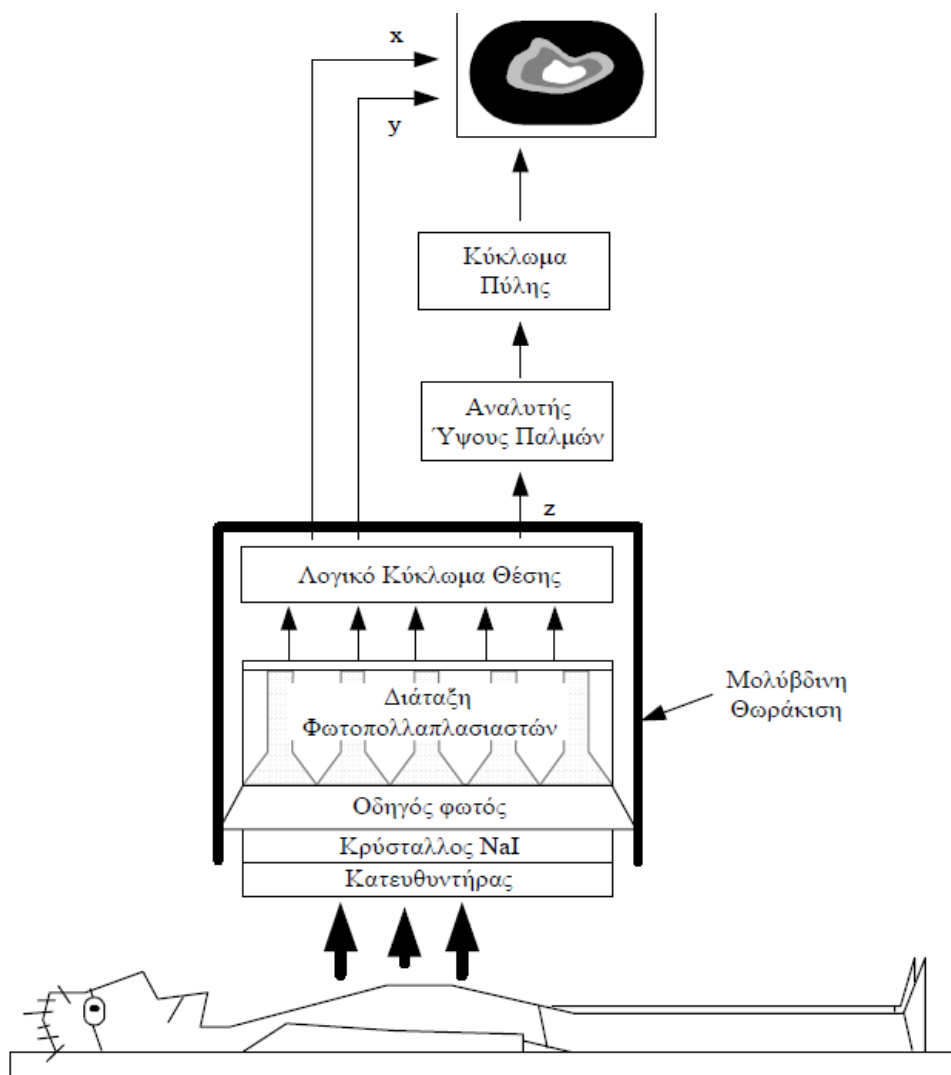 x
y
Κύκλωμα
Πύλης
Αναλυτής
Ύψους Παλμών
z
Λογικό Κύκλωμα Θέσης
Διάταξη
Φωτοπολλαπλασιαστών
Μολύβδινη
Θωράκιση
Οδηγός φωτός
Κρύσταλλος NaI
Κατευθυντήρας